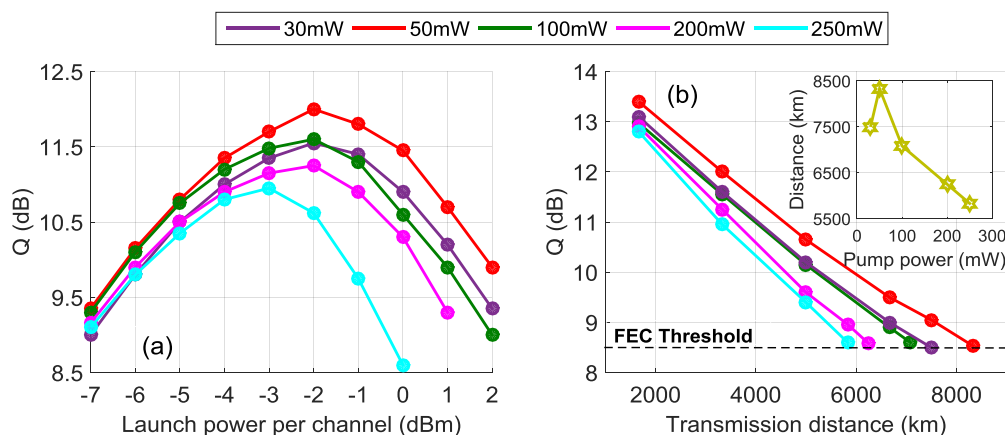 30mW 50mW 100mW 200mW 250mW
Q (dB)
12.5
11.5
10.5
9.5
8.5
(a)
-7 -6 -5 -4 -3 -2 -1 -0 1 2
Launch power per channel (dBm)
Q (dB)
14
13
12
11
10
9
8
(b)
FEC Threshold
2000 4000 6000 8000
Transmission distance (km)
Distance (km)
8500
7500
6500
5500
0 100 200 300
Pump power (mW)